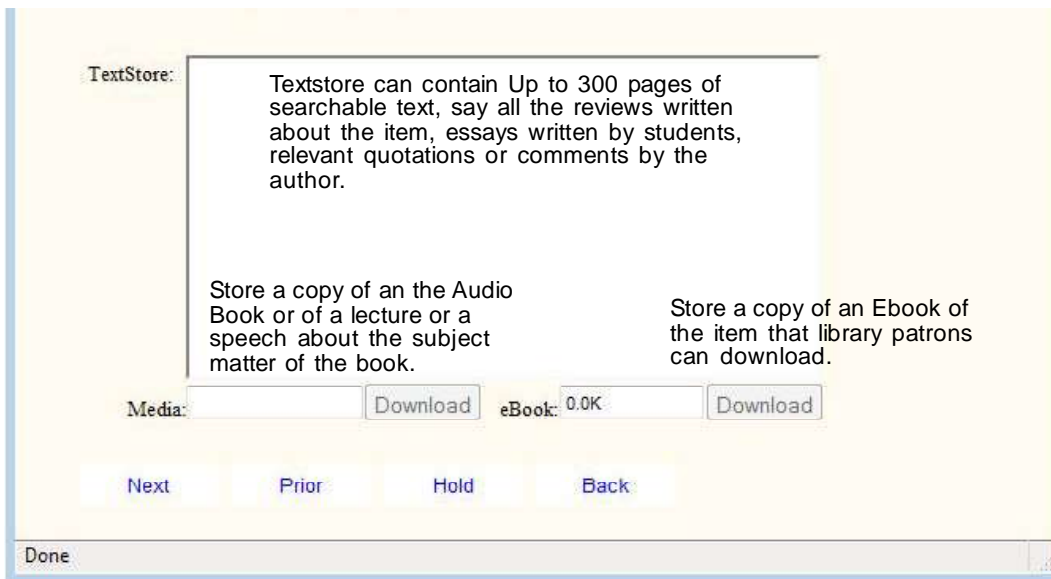 TextStore:
Textstore can contain Up to 300 pages of
searchable text, say all the reviews written
about the item, essays written by students,
relevant quotations or comments by the
author.
Store a copy of an the Audio
Book or of a lecture or a
speech about the subject
matter of the book.
Store a copy of an Ebook of
the item that library patrons
can download.
Media: Download eBook: 0.0K Download
Next Prior Hold Back
Done